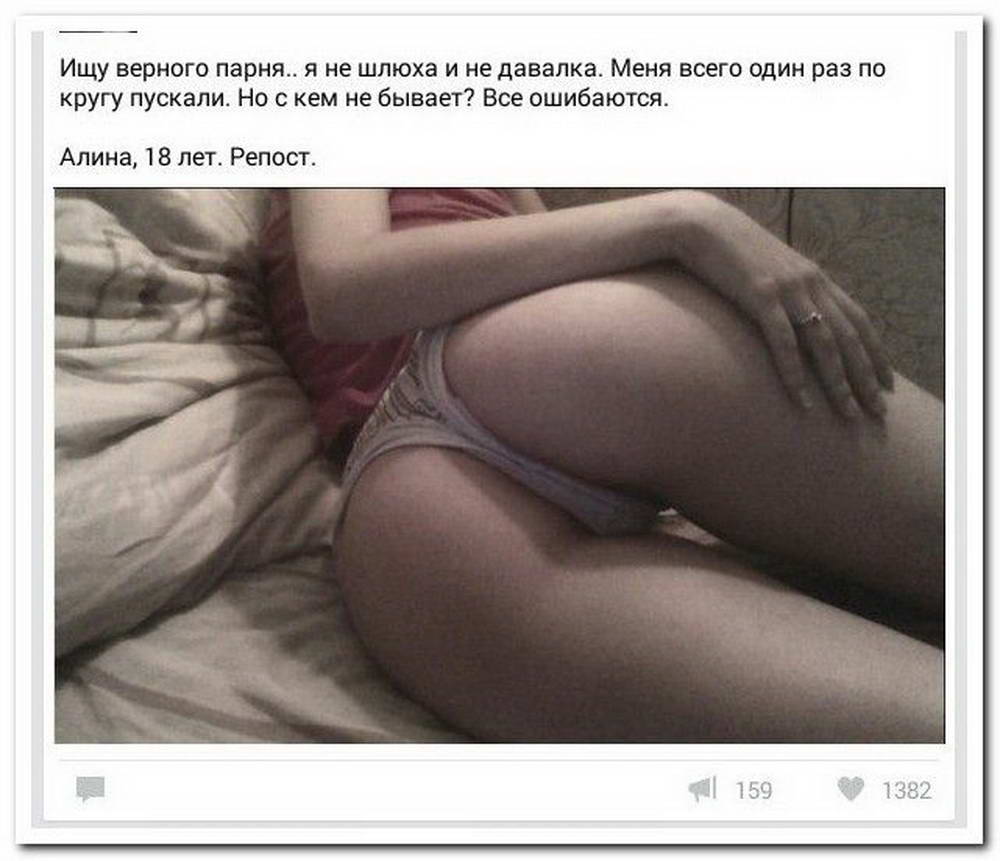 Ищу верного парня.. я не шлюха и не давалка. Меня всего один раз по
кругу пускали. Но с кем не бывает? Все ошибаются.
Алина, 18 лет. Репост.
159 1382